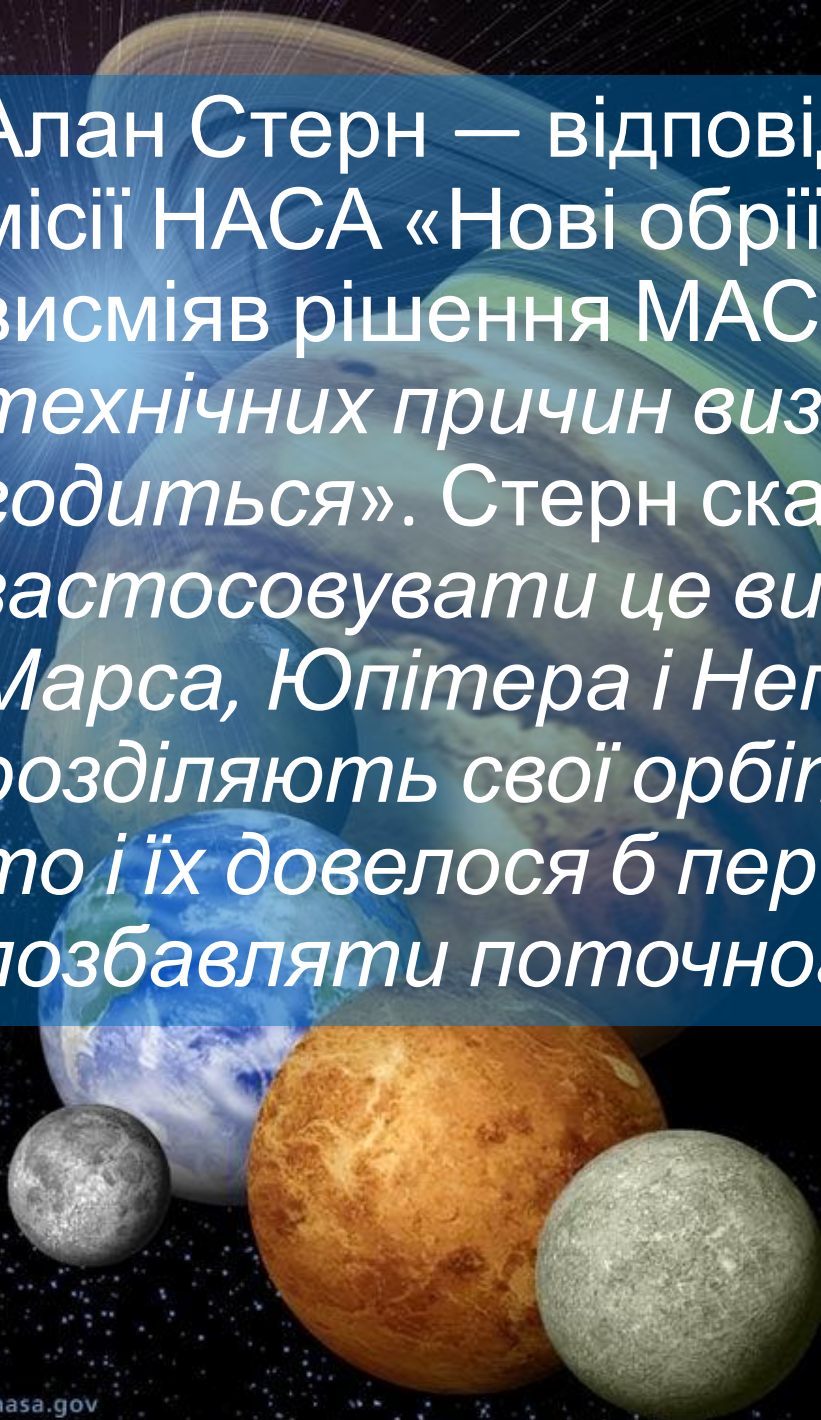 Алан Стерн — відпові
місії НАСА «Нові обрії
висміяв рішення МАС
технічних причин виз
годиться». Стерн ска
застосовувати це ви
Марса, Юпітера і Неп
розділяють свої орбіт
то і їх довелося б пер
позбавляти поточног
nasa.gov